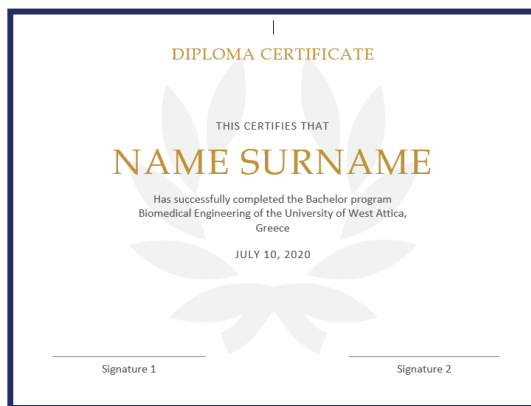 DIPLOMA CERTIFICATE
THIS CERTIFIES THAT
NAME SURNAME
Has successfully completed the Bachelor program
Biomedical Engineering of the University of West Attica,
Greece
JULY 10, 2020
Signature 1
Signature 2